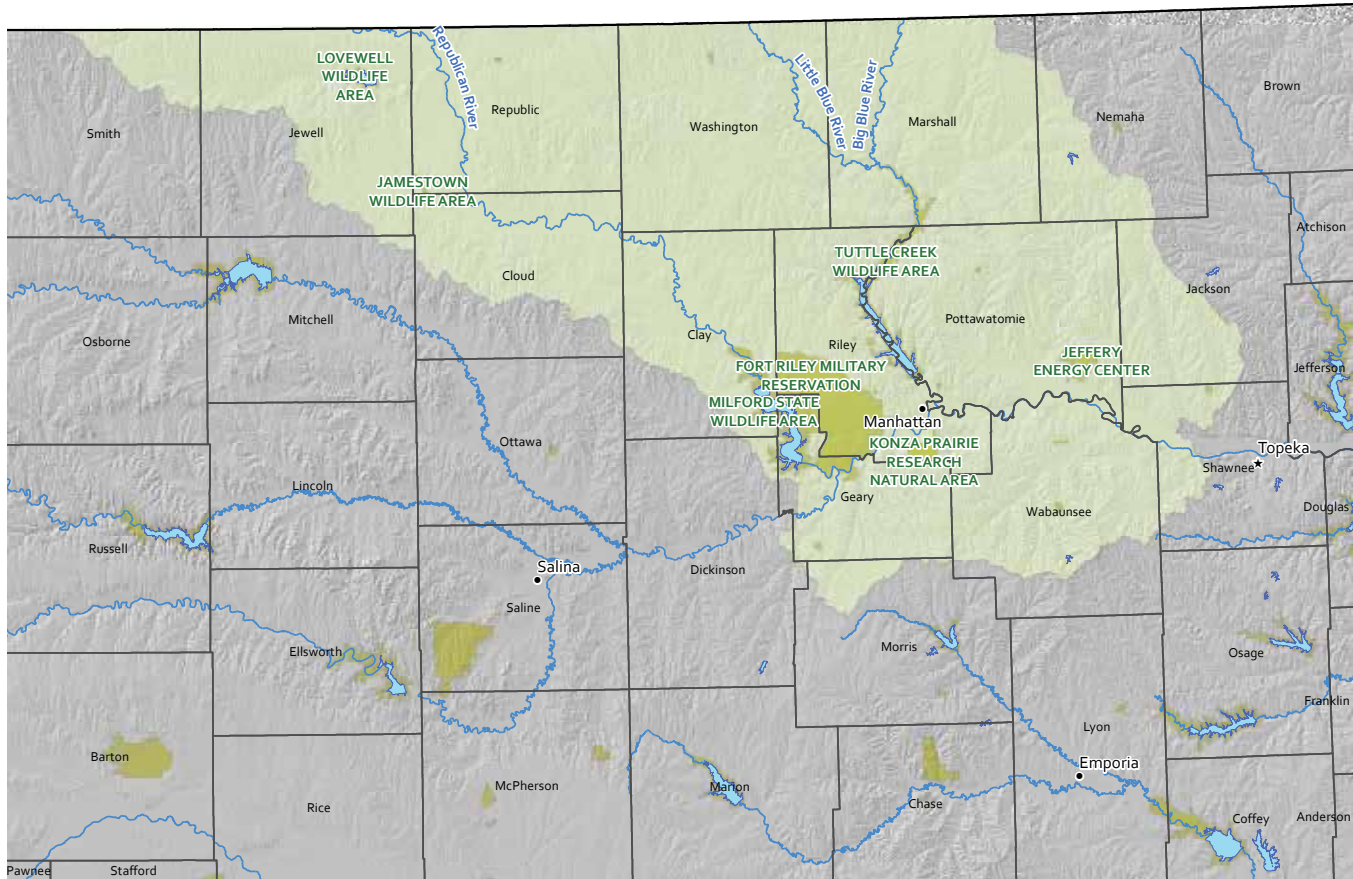 LOVEWELL
WILDLIFE
AREA
Republican River
Little Blue River
Big Blue River
Brown
Smith
Jewell
Republic
Washington
Marshall
Nemaha
JAMESTOWN
WILDLIFE AREA
Atchison
Cloud
TUTTLE CREEK
WILDLIFE AREA
Jackson
Osborne
Mitchell
Clay
Riley
Pottawatomie
JEFFERY
ENERGY CENTER
Jefferson
FORT RILEY MILITARY
RESERVATION
MILFORD STATE
WILDLIFE AREA
Manhattan
KONZA PRAIRIE
RESEARCH
NATURAL AREA
Ottawa
Topeka
Shawnee
Lincoln
Geary
Wabaunsee
Douglas
Russell
Salina
Dickinson
Saline
Ellsworth
Morris
Osage
Franklin
Lyon
Barton
Emporia
McPherson
Marion
Chase
Rice
Coffey
Anderson
Pawnee
Stafford